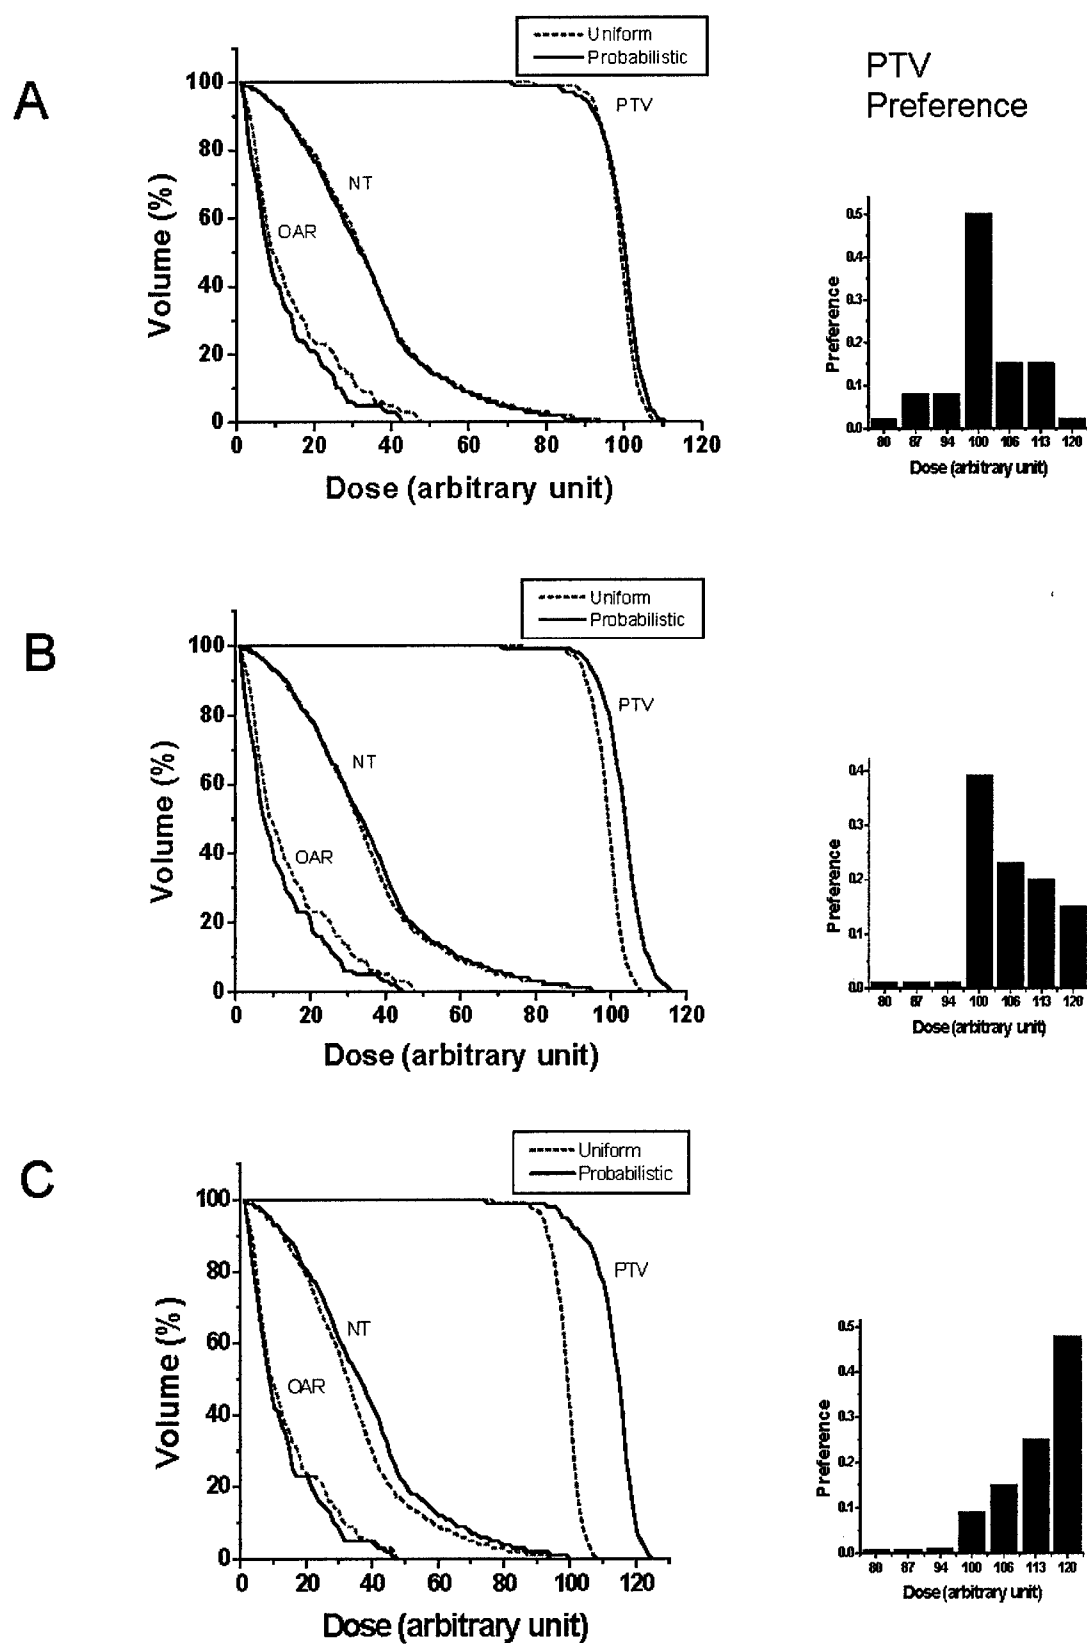 Uniform
Probabilistic
PTV
Preference
A
100
80
60
40
20
0
Volume (%)
PTV
NT
OAR
0 20 40 60 80 100 120
Dose (arbitrary unit)
0.5
0.4
0.3
0.2
0.1
0.0
Preference
80 87 94 100 106 113 120
Dose (arbitrary unit)
Uniform
Probabilistic
B
100
80
60
40
20
0
Volume (%)
PTV
NT
OAR
0 20 40 60 80 100 120
Dose (arbitrary unit)
0.4
0.3
0.2
0.1
0.0
Preference
80 87 94 100 106 113 120
Dose (arbitrary unit)
Uniform
Probabilistic
C
100
80
60
40
20
0
Volume (%)
PTV
NT
OAR
0 20 40 60 80 100 120
Dose (arbitrary unit)
0.5
0.4
0.3
0.2
0.1
0.0
Preference
80 87 94 100 106 113 120
Dose (arbitrary unit)